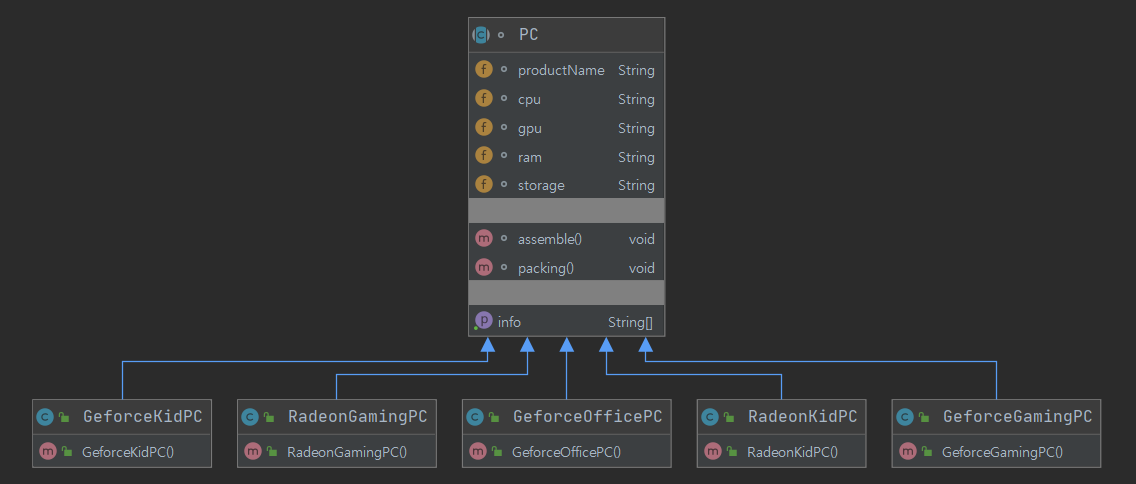 PC
productName String
cpu String
gpu String
ram String
storage String
assemble() void
packing() void
info String[]
GeforceKidPC
GeforceKidPC()
RadeonGamingPC
RadeonGamingPC()
GeforceOfficePC
GeforceOfficePC()
RadeonKidPC
RadeonKidPC()
GeforceGamingPC
GeforceGamingPC()